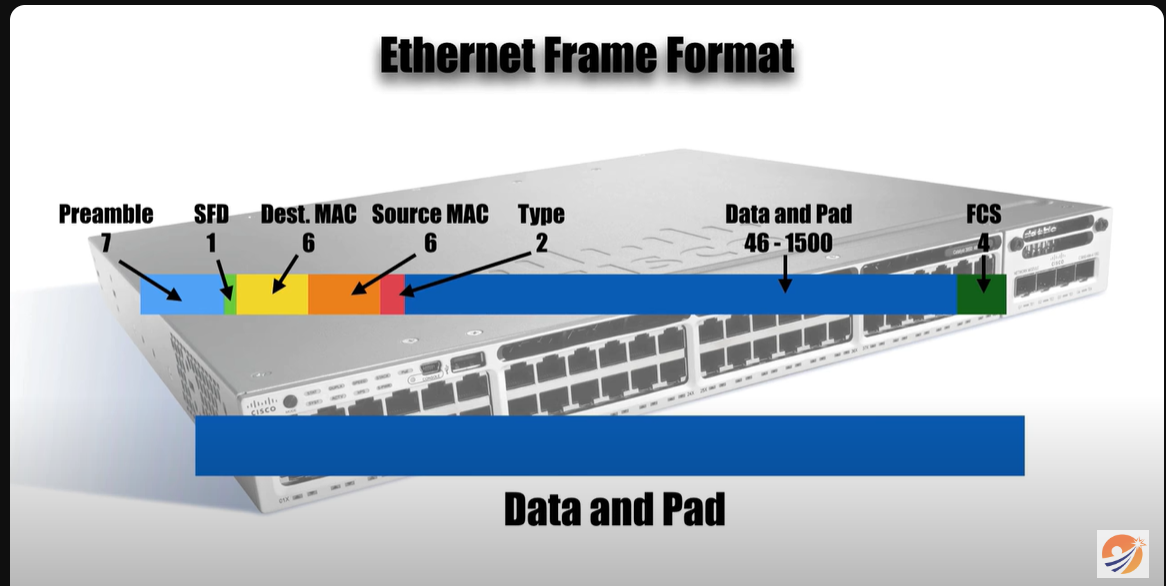 Ethernet Frame Format
Preamble
7
SFD
1
Dest. MAC
6
Source MAC
6
Type
2
Data and Pad
46 - 1500
FCS
4
CISCO
Data and Pad